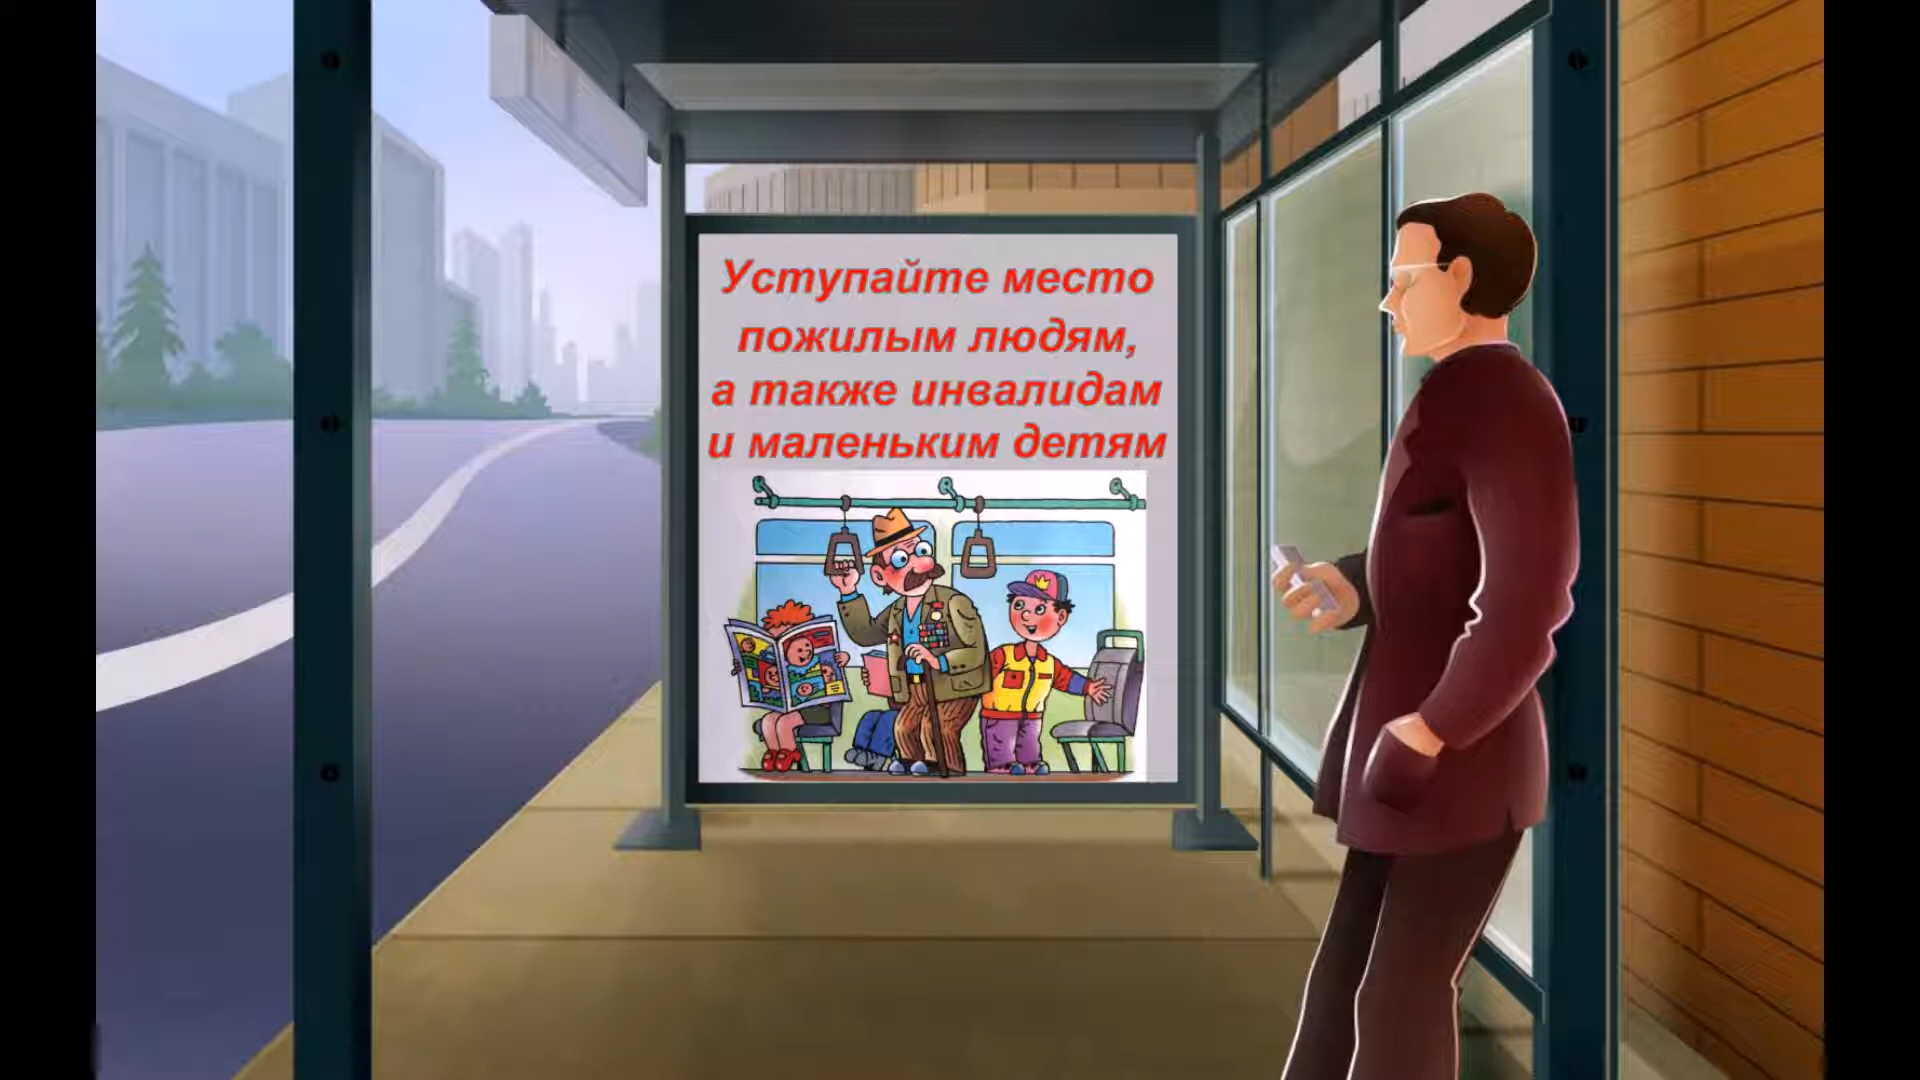 Уступайте место
пожилым людям,
а также инвалидам
и маленьким детям